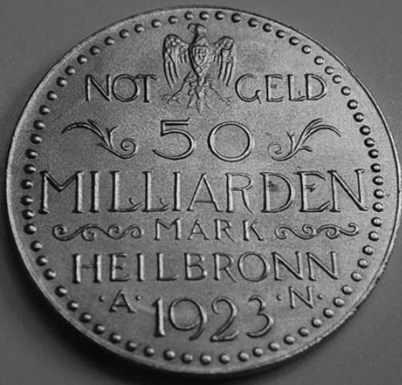 NOT GELD
50
MILLIARDEN
MARK
HEILBRONN
·A· 1923 ·N·